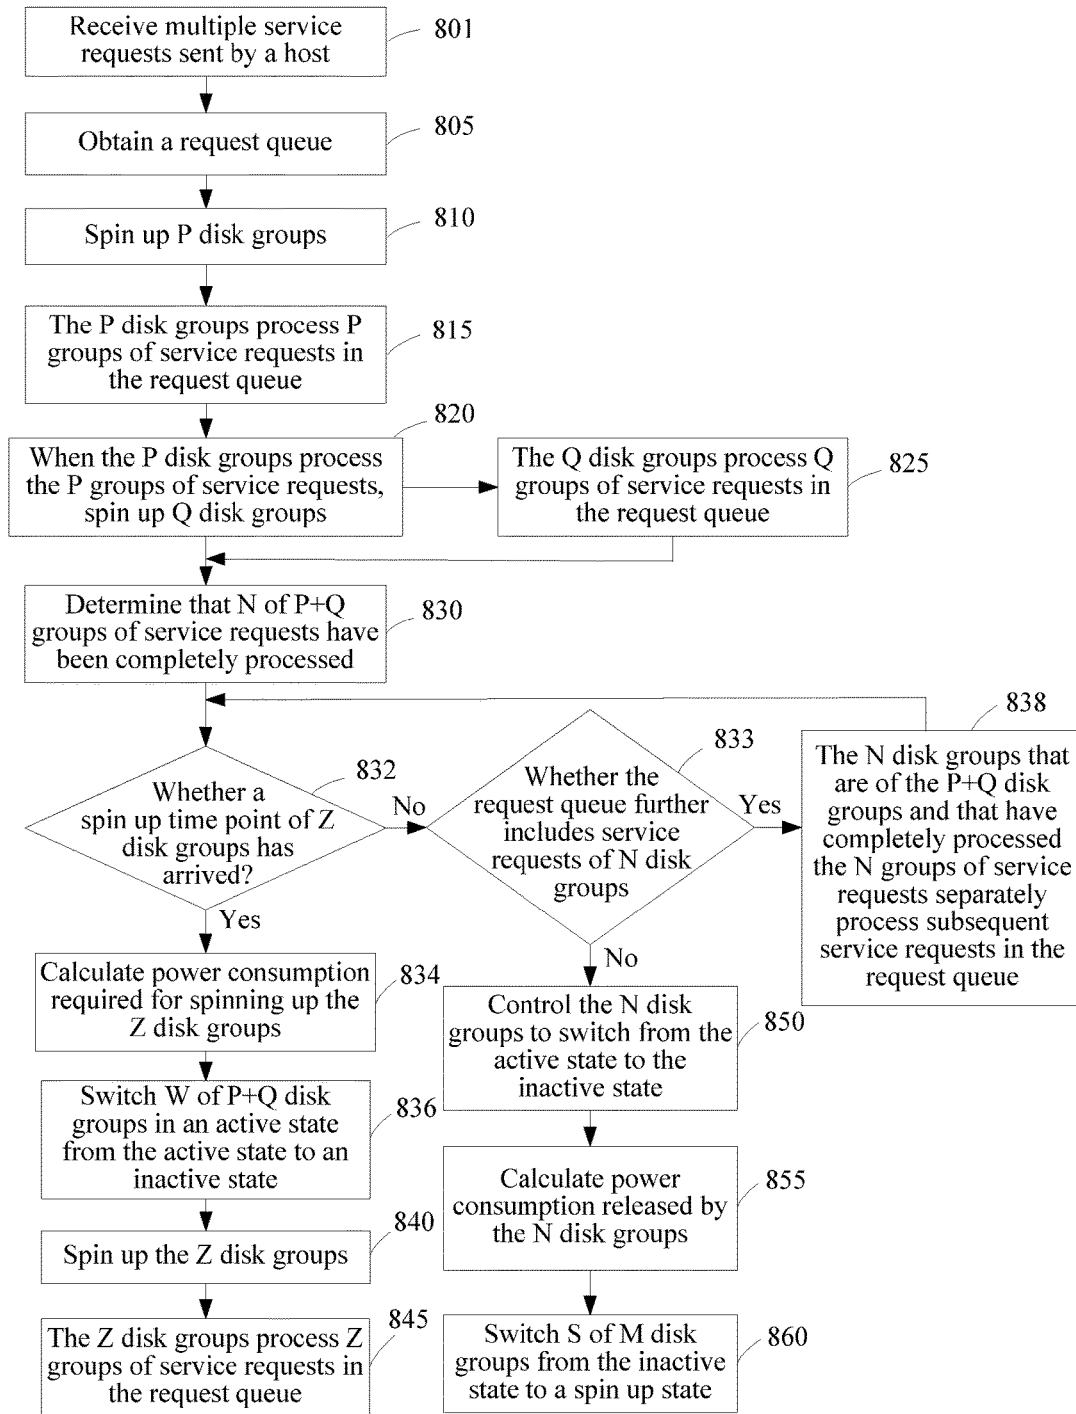 Receive multiple service
requests sent by a host
801
Obtain a request queue
805
Spin up P disk groups
810
The P disk groups process P
groups of service requests in
the request queue
815
When the P disk groups process
the P groups of service requests,
spin up Q disk groups
820
The Q disk groups process Q
groups of service requests in
the request queue
825
Determine that N of P+Q
groups of service requests have
been completely processed
830
Whether a
spin up time point of Z
disk groups has
arrived?
832
No
Yes
Whether the
request queue further
includes service
requests of N disk
groups
833
Yes
No
The N disk groups that
are of the P+Q disk
groups and that have
completely processed
the N groups of service
requests separately
process subsequent
service requests in the
request queue
838
Calculate power consumption
required for spinning up the
Z disk groups
834
Switch W of P+Q disk
groups in an active state
from the active state to an
inactive state
836
Spin up the Z disk groups
840
The Z disk groups process Z
groups of service requests in
the request queue
845
Control the N disk
groups to switch from the
active state to the
inactive state
850
Calculate power
consumption released by
the N disk groups
855
Switch S of M disk
groups from the inactive
state to a spin up state
860